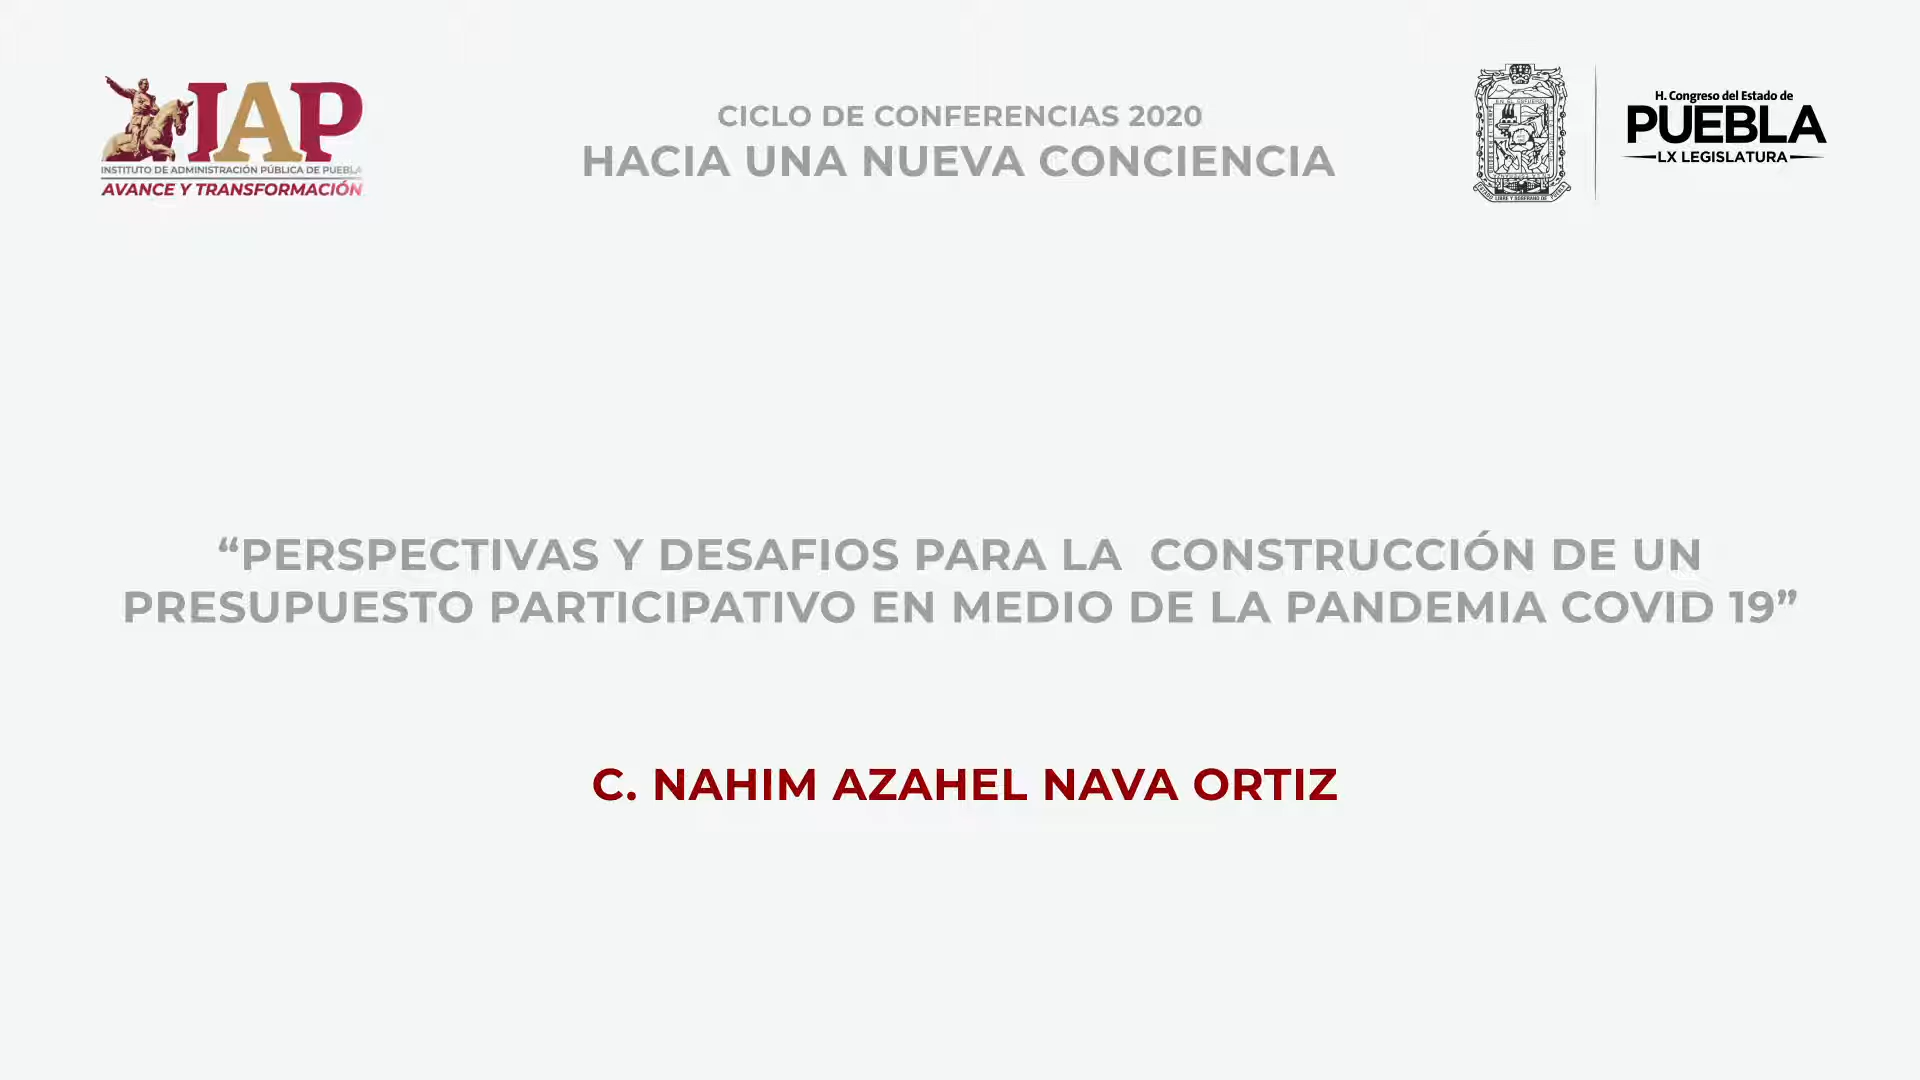 IAP
INSTITUTO DE ADMINISTRACIÓN PÚBLICA DE PUEBLA
AVANCE Y TRANSFORMACIÓN
CICLO DE CONFERENCIAS 2020
HACIA UNA NUEVA CONCIENCIA
H. Congreso del Estado de
PUEBLA
LX LEGISLATURA
“PERSPECTIVAS Y DESAFIOS PARA LA CONSTRUCCIÓN DE UN
PRESUPUESTO PARTICIPATIVO EN MEDIO DE LA PANDEMIA COVID 19”
C. NAHIM AZAHEL NAVA ORTIZ